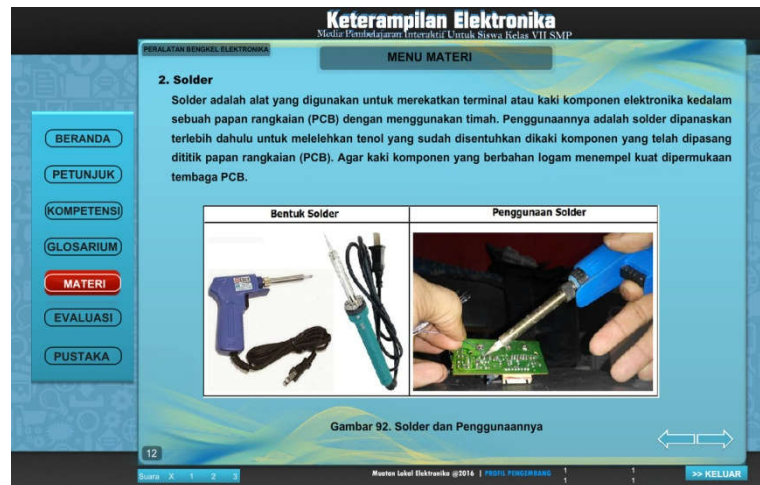 Keterampilan Elektronika
Media Pembelajaran Interaktif Untuk Siswa Kelas VII SMP
PERALATAN BENGKEL ELEKTRONIKA
MENU MATERI
2. Solder
Solder adalah alat yang digunakan untuk merekatkan terminal atau kaki komponen elektronika kedalam
sebuah papan rangkaian (PCB) dengan menggunakan timah. Penggunaannya adalah solder dipanaskan
terlebih dahulu untuk melelehkan tenol yang sudah disentuhkan dikaki komponen yang telah dipasang
dititik papan rangkaian (PCB). Agar kaki komponen yang berbahan logam menempel kuat dipermukaan
tembaga PCB.
BERANDA
PETUNJUK
KOMPETENSI
GLOSARIUM
MATERI
EVALUASI
PUSTAKA
Bentuk Solder
Penggunaan Solder
Gambar 92. Solder dan Penggunaannya
12
Suara X 1 2 3
Muatan Lokal Elektronika @2016 | PROFIL PENGEMBANG
1 1
1 1
>> KELUAR